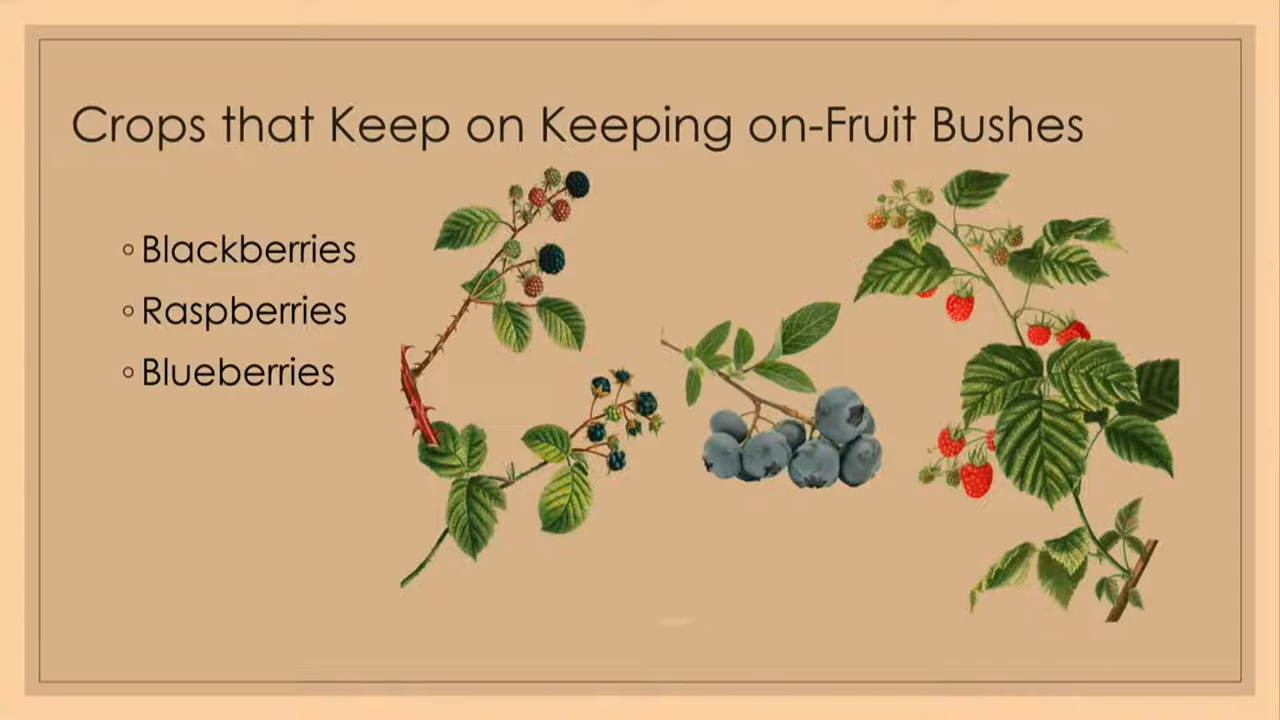 Crops that Keep on Keeping on-Fruit Bushes
◦ Blackberries
◦ Raspberries
◦ Blueberries